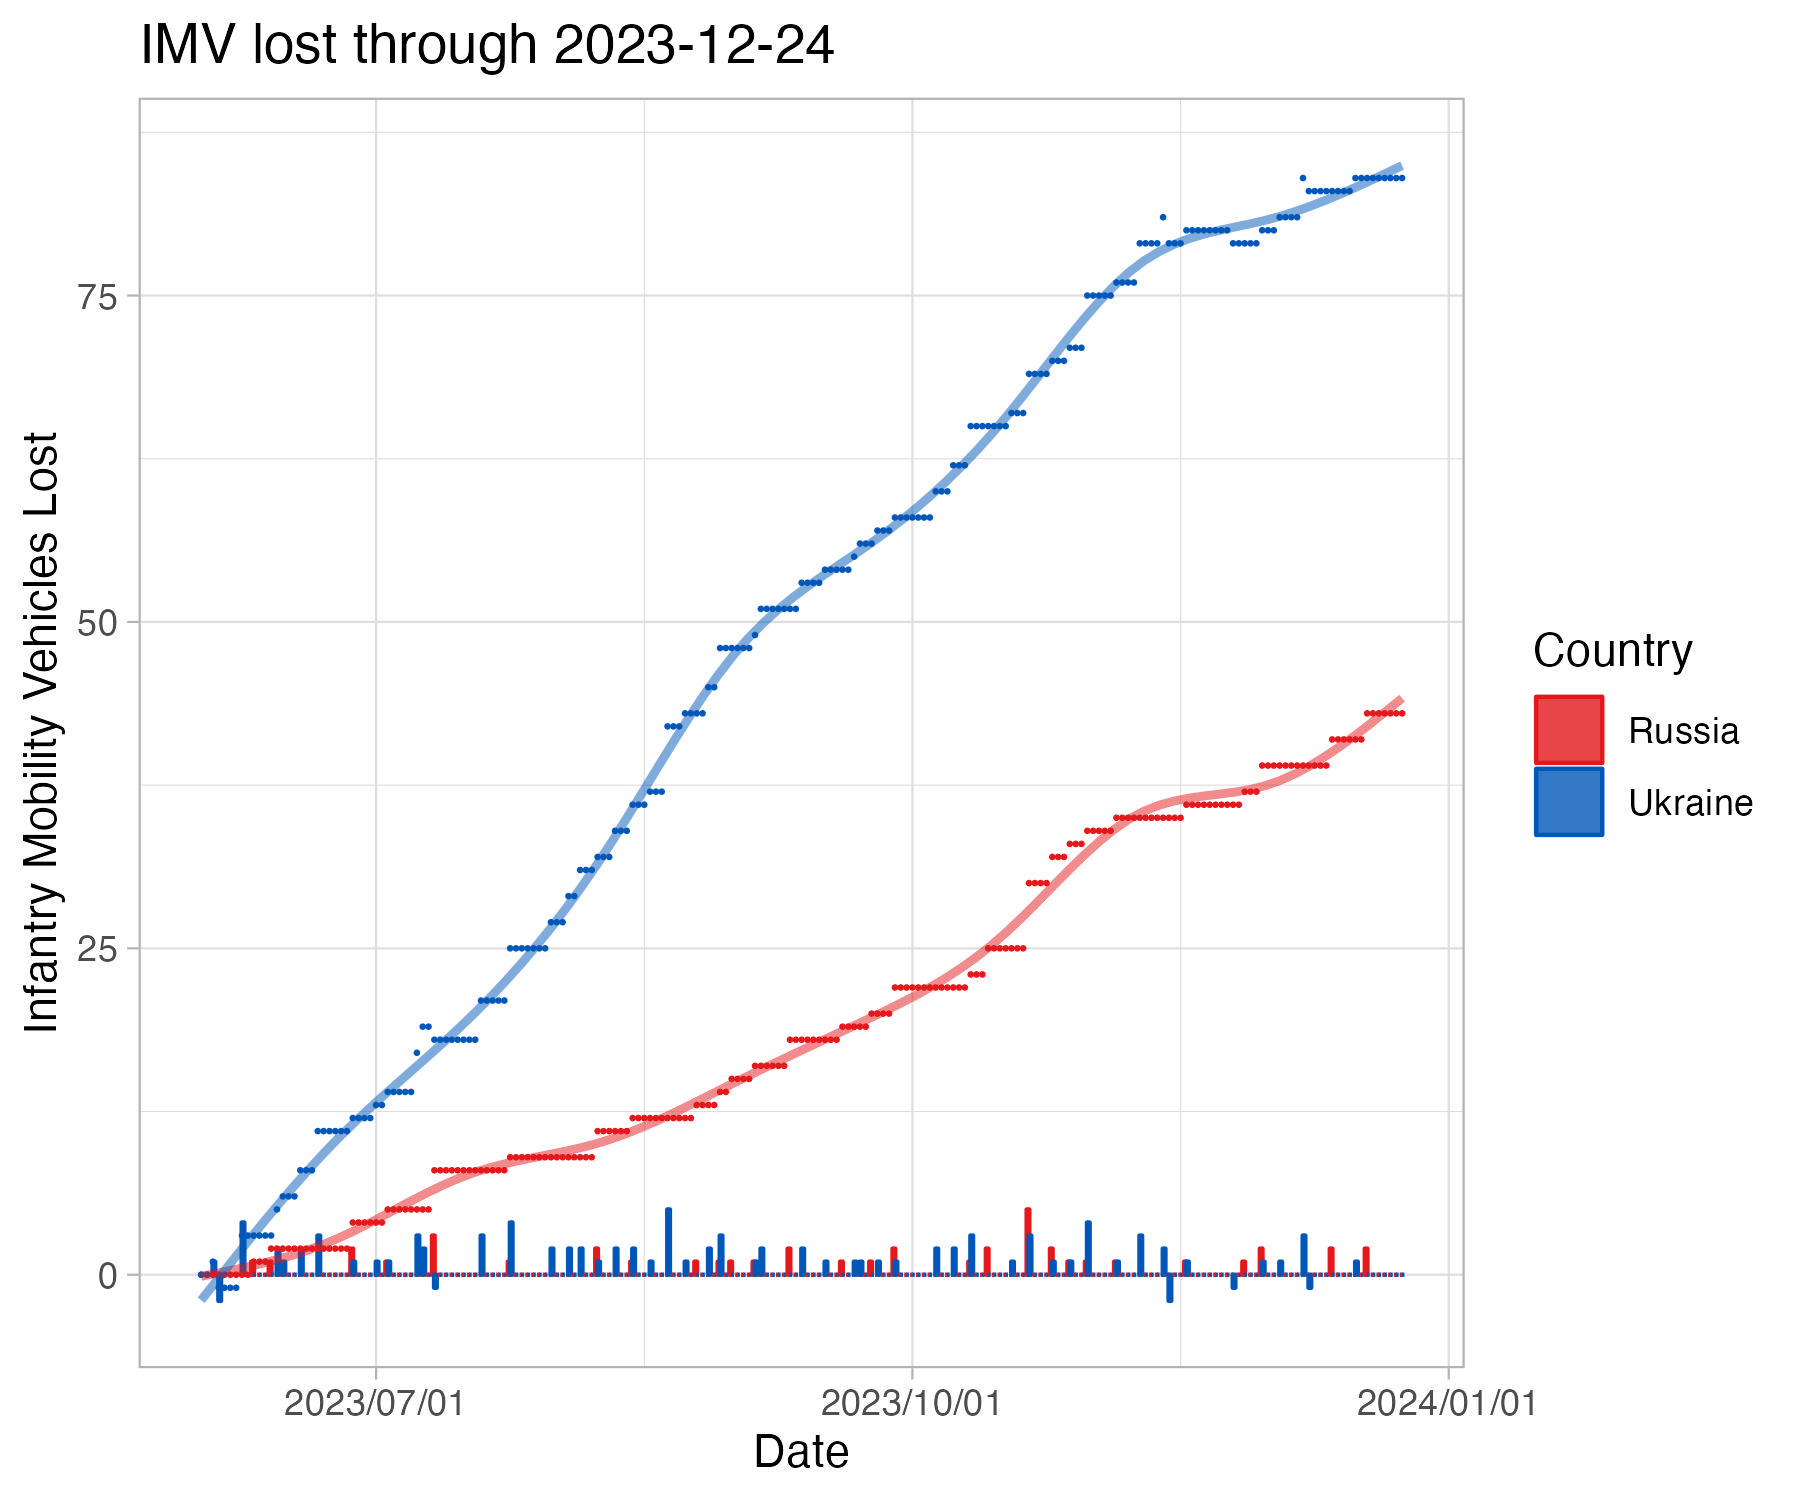 IMV lost through 2023-12-24
Infantry Mobility Vehicles Lost
75
50
25
0
2023/07/01
2023/10/01
2024/01/01
Date
Country
Russia
Ukraine